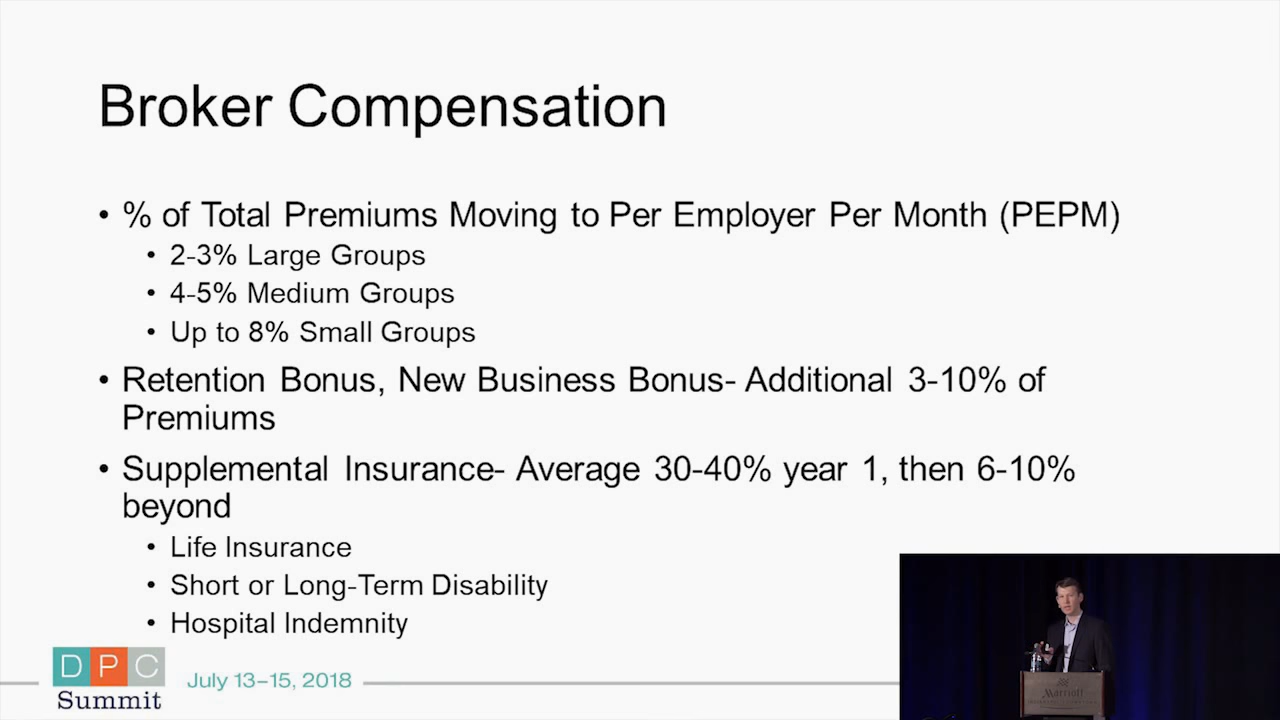 Broker Compensation
• % of Total Premiums Moving to Per Employer Per Month (PEPM)
• 2-3% Large Groups
• 4-5% Medium Groups
• Up to 8% Small Groups
• Retention Bonus, New Business Bonus- Additional 3-10% of
Premiums
• Supplemental Insurance- Average 30-40% year 1, then 6-10%
beyond
• Life Insurance
• Short or Long-Term Disability
• Hospital Indemnity
DPC
Summit
July 13–15, 2018
Marriott